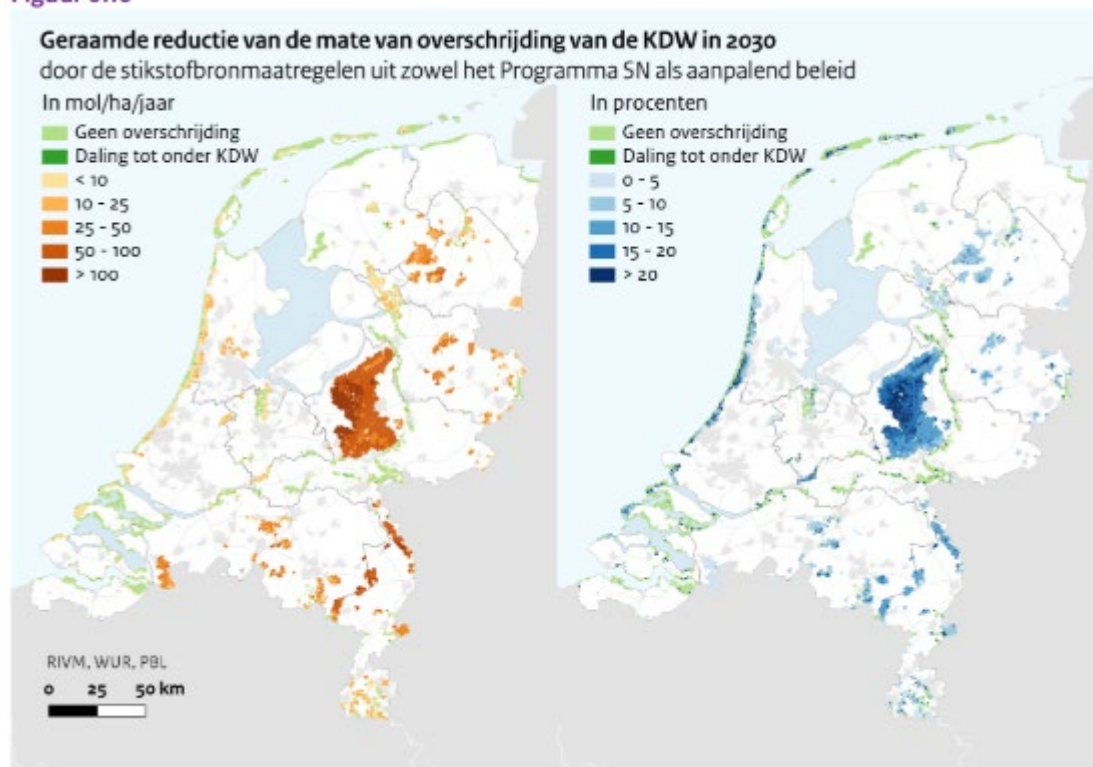 Geraamde reductie van de mate van overschrijding van de KDW in 2030
door de stikstofbronmaatregelen uit zowel het Programma SN als aanpalend beleid
In mol/ha/jaar
Geen overschrijding
Daling tot onder KDW
< 10
10 - 25
25 - 50
50 - 100
> 100
RIVM, WUR, PBL
0 25 50 km
In procenten
Geen overschrijding
Daling tot onder KDW
0 - 5
5 - 10
10 - 15
15 - 20
> 20